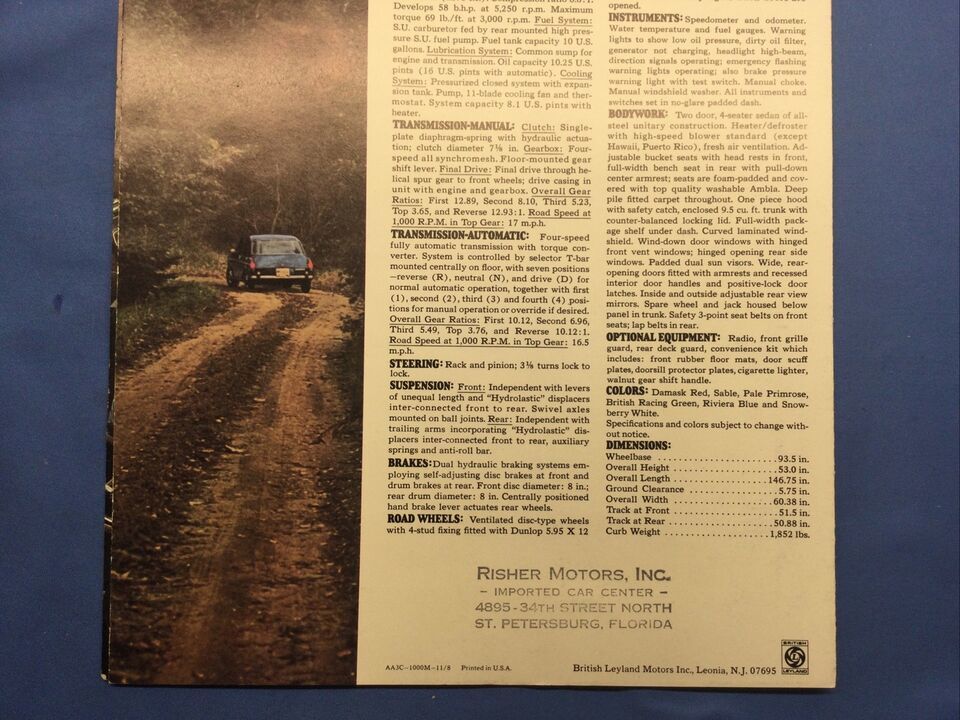 Develops 58 b.h.p. at 5,250 r.p.m. Maximum
torque 69 lb./ft. at 3,000 r.p.m. Fuel System:
S.U. carburetor fed by rear mounted high pres-
sure S.U. fuel pump. Fuel tank capacity 10 U.S.
gallons. Lubrication System: Common sump for
engine and transmission. Oil capacity 10.25 U.S.
pints (16 U.S. pints with automatic). Cooling
System: Pressurized closed system with expan-
sion tank. Pump, 11-blade cooling fan and ther-
mostat. System capacity 8.1 U.S. pints with
heater.
TRANSMISSION-MANUAL: Clutch: Single-
plate diaphragm-spring with hydraulic actua-
tion; clutch diameter 7⅛ in. Gearbox: Four-
speed all synchromesh. Floor-mounted gear
shift lever. Final Drive: Final drive through he-
lical spur gear to front wheels; drive casing in
unit with engine and gearbox. Overall Gear
Ratios: First 12.89, Second 8.10, Third 5.23,
Top 3.65, and Reverse 12.93:1. Road Speed at
1,000 R.P.M. in Top Gear: 17 m.p.h.
TRANSMISSION-AUTOMATIC: Four-speed
fully automatic transmission with torque con-
verter. System is controlled by selector T-bar
mounted centrally on floor, with seven positions
—reverse (R), neutral (N), and drive (D) for
normal automatic operation, together with first
(1), second (2), third (3) and fourth (4) posi-
tions for manual operation or override if desired.
Overall Gear Ratios: First 10.12, Second 6.96,
Third 5.49, Top 3.76, and Reverse 10.12:1.
Road Speed at 1,000 R.P.M. in Top Gear: 16.5
m.p.h.
STEERING: Rack and pinion; 3⅛ turns lock to
lock.
SUSPENSION: Front: Independent with levers
of unequal length and "Hydrolastic" displacers
inter-connected front to rear. Swivel axles
mounted on ball joints. Rear: Independent with
trailing arms incorporating "Hydrolastic" dis-
placers inter-connected front to rear, auxiliary
springs and anti-roll bar.
BRAKES: Dual hydraulic braking systems em-
ploying self-adjusting disc brakes at front and
drum brakes at rear. Front disc diameter: 8 in.;
rear drum diameter: 8 in. Centrally positioned
hand brake lever actuates rear wheels.
ROAD WHEELS: Ventilated disc-type wheels
with 4-stud fixing fitted with Dunlop 5.95 X 12
opened.
INSTRUMENTS: Speedometer and odometer.
Water temperature and fuel gauges. Warning
lights to show low oil pressure, dirty oil filter,
generator not charging, headlight high-beam,
direction signals operating; emergency flashing
warning lights operating; also brake pressure
warning light with test switch. Manual choke.
Manual windshield washer. All instruments and
switches set in no-glare padded dash.
BODYWORK: Two door, 4-seater sedan of all-
steel unitary construction. Heater/defroster
with high-speed blower standard (except
Hawaii, Puerto Rico), fresh air ventilation. Ad-
justable bucket seats with head rests in front,
full-width bench seat in rear with pull-down
center armrest; seats are foam-padded and cov-
ered with top quality washable Ambla. Deep
pile fitted carpet throughout. One piece hood
with safety catch, enclosed 9.5 cu. ft. trunk with
counter-balanced locking lid. Full-width pack-
age shelf under dash. Curved laminated wind-
shield. Wind-down door windows with hinged
front vent windows; hinged opening rear side
windows. Padded dual sun visors. Wide, rear-
opening doors fitted with armrests and recessed
interior door handles and positive-lock door
latches. Inside and outside adjustable rear view
mirrors. Spare wheel and jack housed below
panel in trunk. Safety 3-point seat belts on front
seats; lap belts in rear.
OPTIONAL EQUIPMENT: Radio, front grille
guard, rear deck guard, convenience kit which
includes: front rubber floor mats, door scuff
plates, doorsill protector plates, cigarette lighter,
walnut gear shift handle.
COLORS: Damask Red, Sable, Pale Primrose,
British Racing Green, Riviera Blue and Snow-
berry White.
Specifications and colors subject to change with-
out notice.
DIMENSIONS:
Wheelbase . . . . . . . . . . 93.5 in.
Overall Height . . . . . . . . . . 53.0 in.
Overall Length . . . . . . . . . . 146.75 in.
Ground Clearance . . . . . . . . . . 5.75 in.
Overall Width . . . . . . . . . . 60.38 in.
Track at Front . . . . . . . . . . 51.5 in.
Track at Rear . . . . . . . . . . 50.88 in.
Curb Weight . . . . . . . . . . 1,852 lbs.
RISHER MOTORS, INC.
- IMPORTED CAR CENTER -
4895-34TH STREET NORTH
ST. PETERSBURG, FLORIDA
AA3C—1000M—11/8 Printed in U.S.A.
British Leyland Motors Inc., Leonia, N.J. 07695
BRITISH
LEYLAND